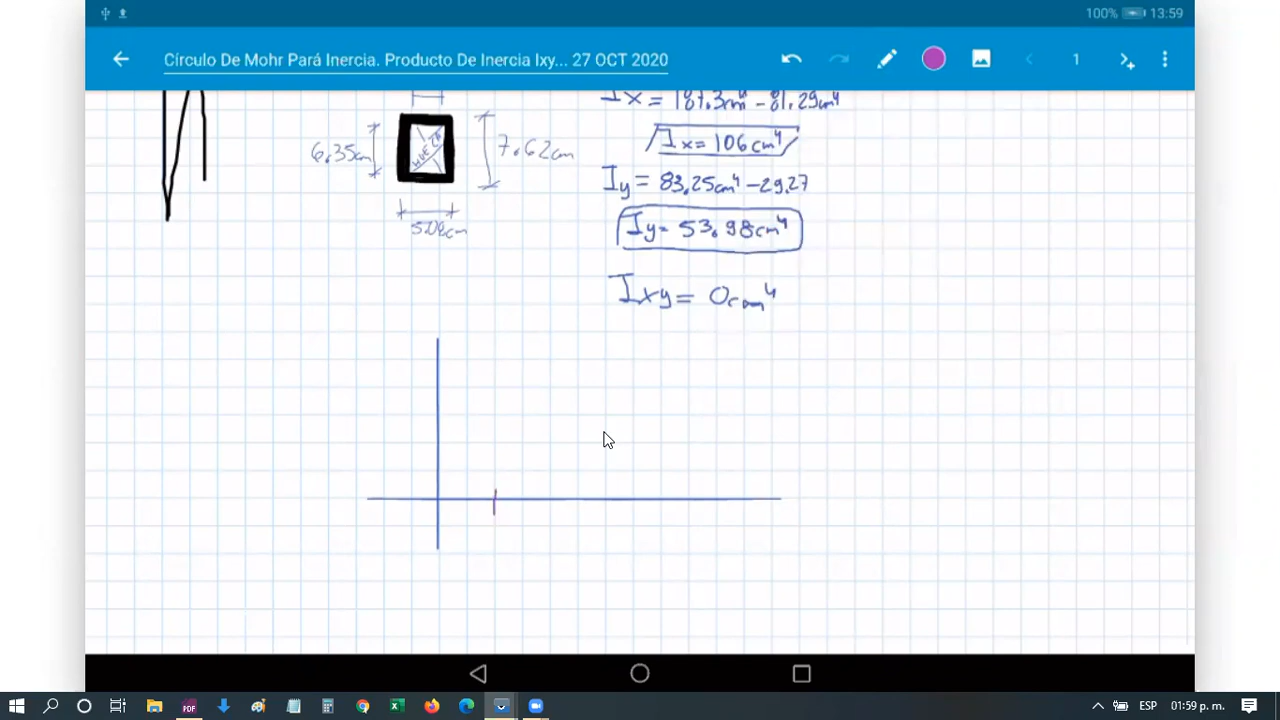 100% 13:59
Círculo De Mohr Pará Inercia. Producto De Inercia Ixy... 27 OCT 2020
1
Ix = 187.3cm⁴ - 81.29cm⁴
Ix = 106cm⁴
6.35cm
HUECO
7.62cm
Iy = 83.25cm⁴ - 29.27
5.08cm
Iy = 53.98cm⁴
Ixy = 0cm⁴
PDF
ESP 01:59 p. m.